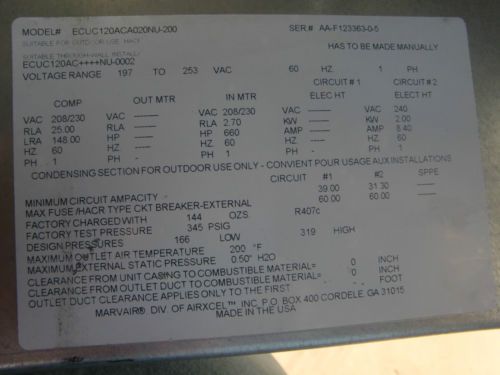 MODEL# ECUC120ACA020NU-200 SER.# AA-F123363-0-5
SUITABLE FOR OUTDOOR USE HACR
SUITABLE THROUGH-WALL INSTALL HAS TO BE MADE MANUALLY
ECUC120AC++++NU-0002
VOLTAGE RANGE 197 TO 253 VAC 60 HZ. 1 PH
CIRCUIT #1 CIRCUIT #2
COMP OUT MTR IN MTR ELEC HT ELEC HT
VAC 208/230 VAC ------ VAC 208/230 VAC ------ VAC 240
RLA 25.00 RLA ------ RLA 2.70 KW ------ KW 2.00
LRA 148.00 HP ------ HP 660 AMP ------ AMP 8.40
HZ 60 HZ - HZ 60 HZ - HZ 60
PH 1 PH - PH 1 PH - PH 1
CONDENSING SECTION FOR OUTDOOR USE ONLY - CONVIENT POUR USAGE AUX INSTALLATIONS
CIRCUIT #1 #2 SPPE
MINIMUM CIRCUIT AMPACITY 39.00 31.30 ------
MAX FUSE /HACR TYPE CKT BREAKER-EXTERNAL 60.00 60.00 ------
FACTORY CHARGED WITH 144 OZS. R407c
FACTORY TEST PRESSURE 345 PSIG
DESIGN PRESSURES 166 LOW 319 HIGH
MAXIMUM OUTLET AIR TEMPERATURE 200 °F
MAXIMUM EXTERNAL STATIC PRESSURE 0.50" H2O
CLEARANCE FROM UNIT CASING TO COMBUSTIBLE MATERIAL= 0 INCH
CLEARANCE FROM OUTLET DUCT TO COMBUSTIBLE MATERIAL= 0 INCH
OUTLET DUCT CLEARANCE APPLIES ONLY TO THE FIRST 0 FOOT
MARVAIR® DIV. OF AIRXCEL™ INC, P.O. BOX 400 CORDELE, GA 31015
MADE IN THE U.S.A.